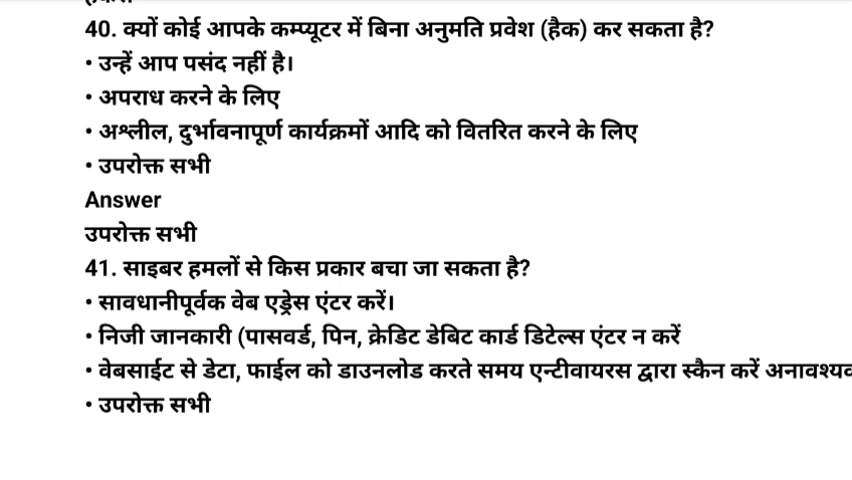 40. क्यों कोई आपके कम्प्यूटर में बिना अनुमति प्रवेश (हैक) कर सकता है?
• उन्हें आप पसंद नहीं है।
• अपराध करने के लिए
• अश्लील, दुर्भावनापूर्ण कार्यक्रमों आदि को वितरित करने के लिए
• उपरोक्त सभी
Answer
उपरोक्त सभी
41. साइबर हमलों से किस प्रकार बचा जा सकता है?
• सावधानीपूर्वक वेब एड्रेस एंटर करें।
• निजी जानकारी (पासवर्ड, पिन, क्रेडिट डेबिट कार्ड डिटेल्स एंटर न करें
• वेबसाईट से डेटा, फाईल को डाउनलोड करते समय एन्टीवायरस द्वारा स्कैन करें
• उपरोक्त सभी